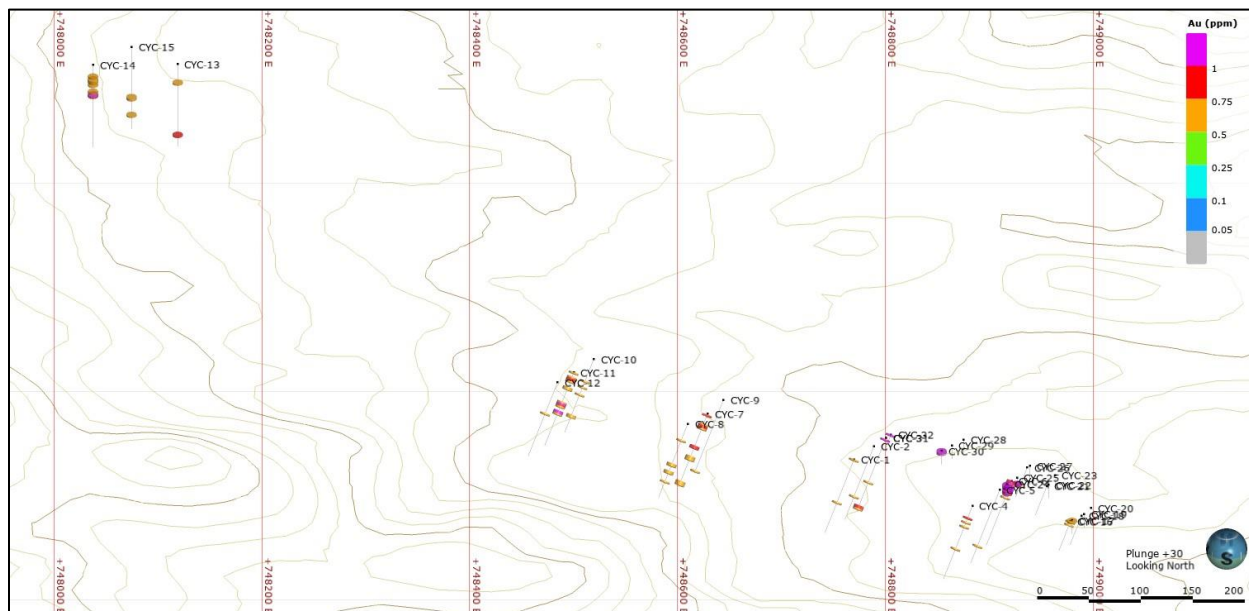 +748000 E
+748200 E
+748400 E
+748600 E
+748800 E
+749000 E
Au (ppm)
1
0.75
0.5
0.25
0.1
0.05
CYC-15
CYC-14
CYC-13
CYC-10
CYC-11
CYC-12
CYC-9
CYC-7
CYC-8
CYC-32
CYC-31
CYC-2
CYC-28
CYC-29
CYC-30
CYC-1
CYC-27
CYC-23
CYC-25
CYC-24
CYC-22
CYC-5
CYC-4
CYC-20
Plunge +30
Looking North
S
0 50 100 150 200
+748000 E
+748200 E
+748400 E
+748600 E
+748800 E
+749000 E